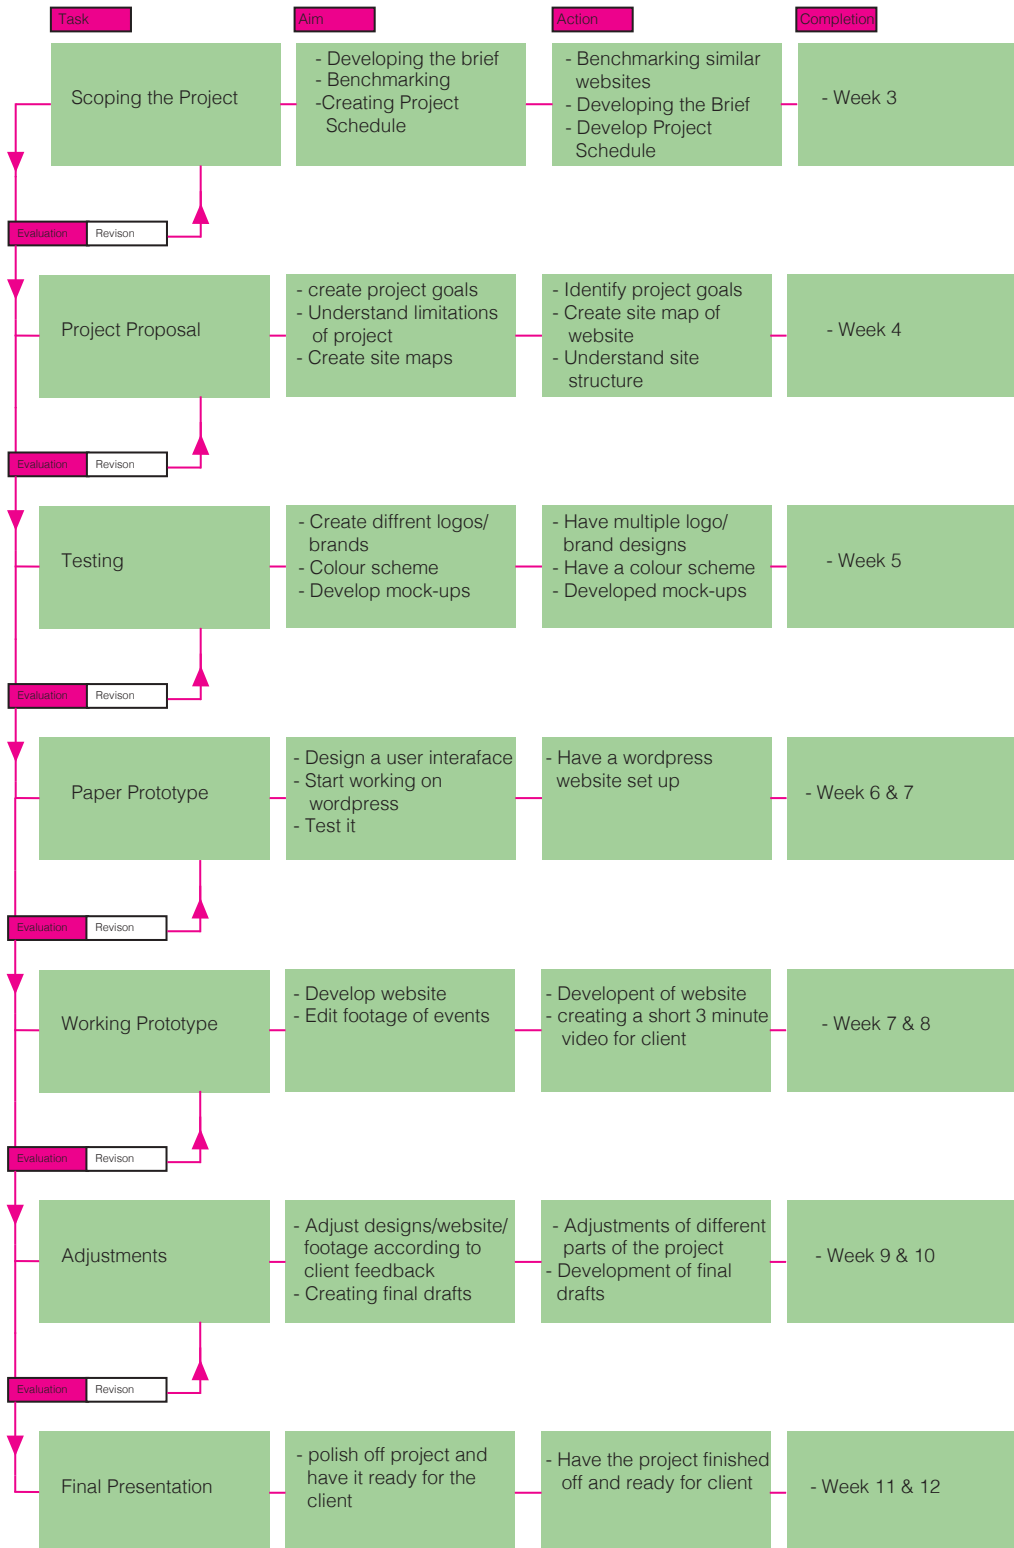 Task
Aim
Action
Completion
Scoping the Project
- Developing the brief
- Benchmarking
-Creating Project
Schedule
- Benchmarking similar
websites
- Developing the Brief
- Develop Project
Schedule
- Week 3
Evaluation
Revison
Project Proposal
- create project goals
- Understand limitations
of project
- Create site maps
- Identify project goals
- Create site map of
website
- Understand site
structure
- Week 4
Evaluation
Revison
Testing
- Create diffrent logos/
brands
- Colour scheme
- Develop mock-ups
- Have multiple logo/
brand designs
- Have a colour scheme
- Developed mock-ups
- Week 5
Evaluation
Revison
Paper Prototype
- Design a user interaface
- Start working on
wordpress
- Test it
- Have a wordpress
website set up
- Week 6 & 7
Evaluation
Revison
Working Prototype
- Develop website
- Edit footage of events
- Developent of website
- creating a short 3 minute
video for client
- Week 7 & 8
Evaluation
Revison
Adjustments
- Adjust designs/website/
footage according to
client feedback
- Creating final drafts
- Adjustments of different
parts of the project
- Development of final
drafts
- Week 9 & 10
Evaluation
Revison
Final Presentation
- polish off project and
have it ready for the
client
- Have the project finished
off and ready for client
- Week 11 & 12